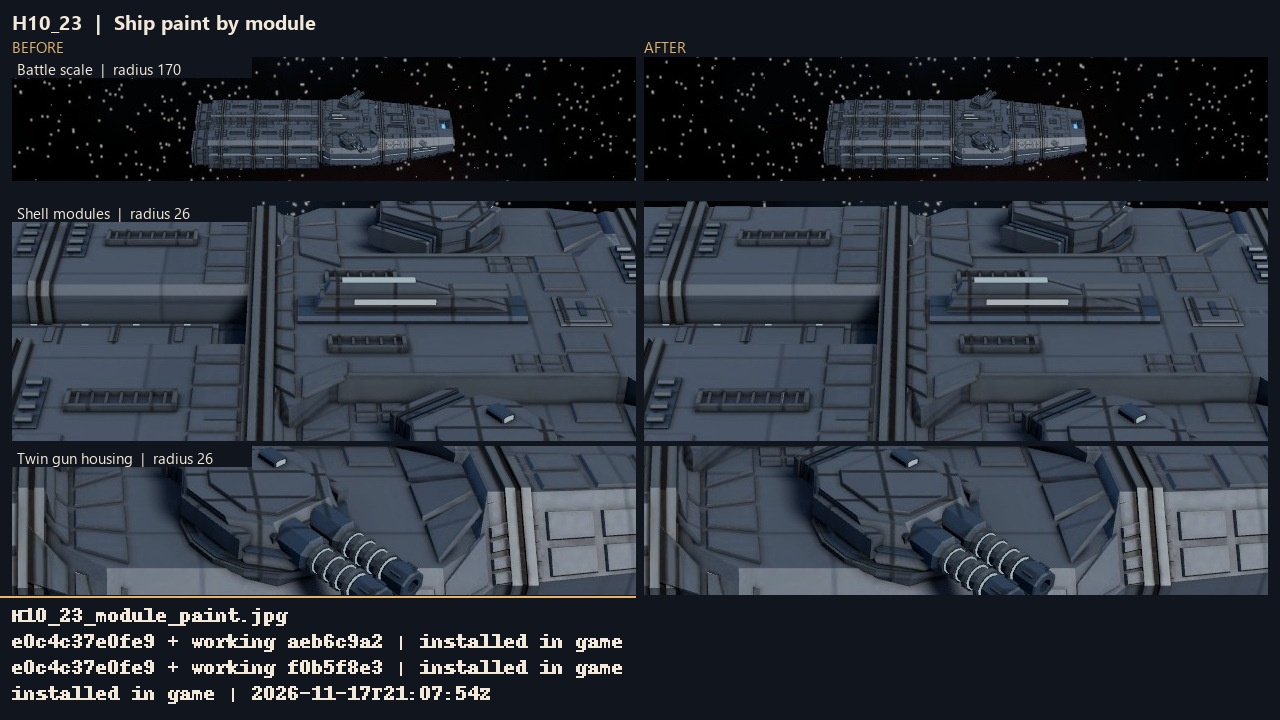 H10_23 | Ship paint by module
BEFORE
AFTER
Battle scale | radius 170
Shell modules | radius 26
Twin gun housing | radius 26
H10_23_module_paint.jpg
e0c4c37e0fe9 + working aeb6c9a2 | installed in game
e0c4c37e0fe9 + working f0b5f8e3 | installed in game
installed in game | 2026-11-17T21:07:54Z